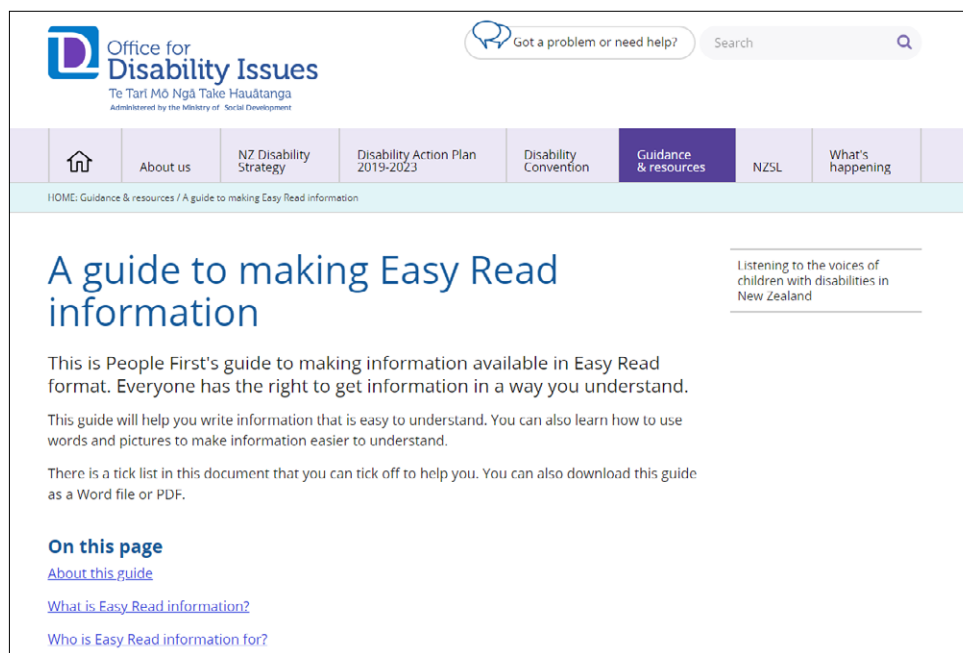 Office for
Disability Issues
Te Tari Mō Ngā Take Hauātanga
Administered by the Ministry of Social Development
Got a problem or need help?
Search
About us
NZ Disability
Strategy
Disability Action Plan
2019-2023
Disability
Convention
Guidance
& resources
NZSL
What's
happening
HOME: Guidance & resources / A guide to making Easy Read information
A guide to making Easy Read
information
Listening to the voices of
children with disabilities in
New Zealand
This is People First's guide to making information available in Easy Read
format. Everyone has the right to get information in a way you understand.
This guide will help you write information that is easy to understand. You can also learn how to use
words and pictures to make information easier to understand.
There is a tick list in this document that you can tick off to help you. You can also download this guide
as a Word file or PDF.
On this page
About this guide
What is Easy Read information?
Who is Easy Read information for?